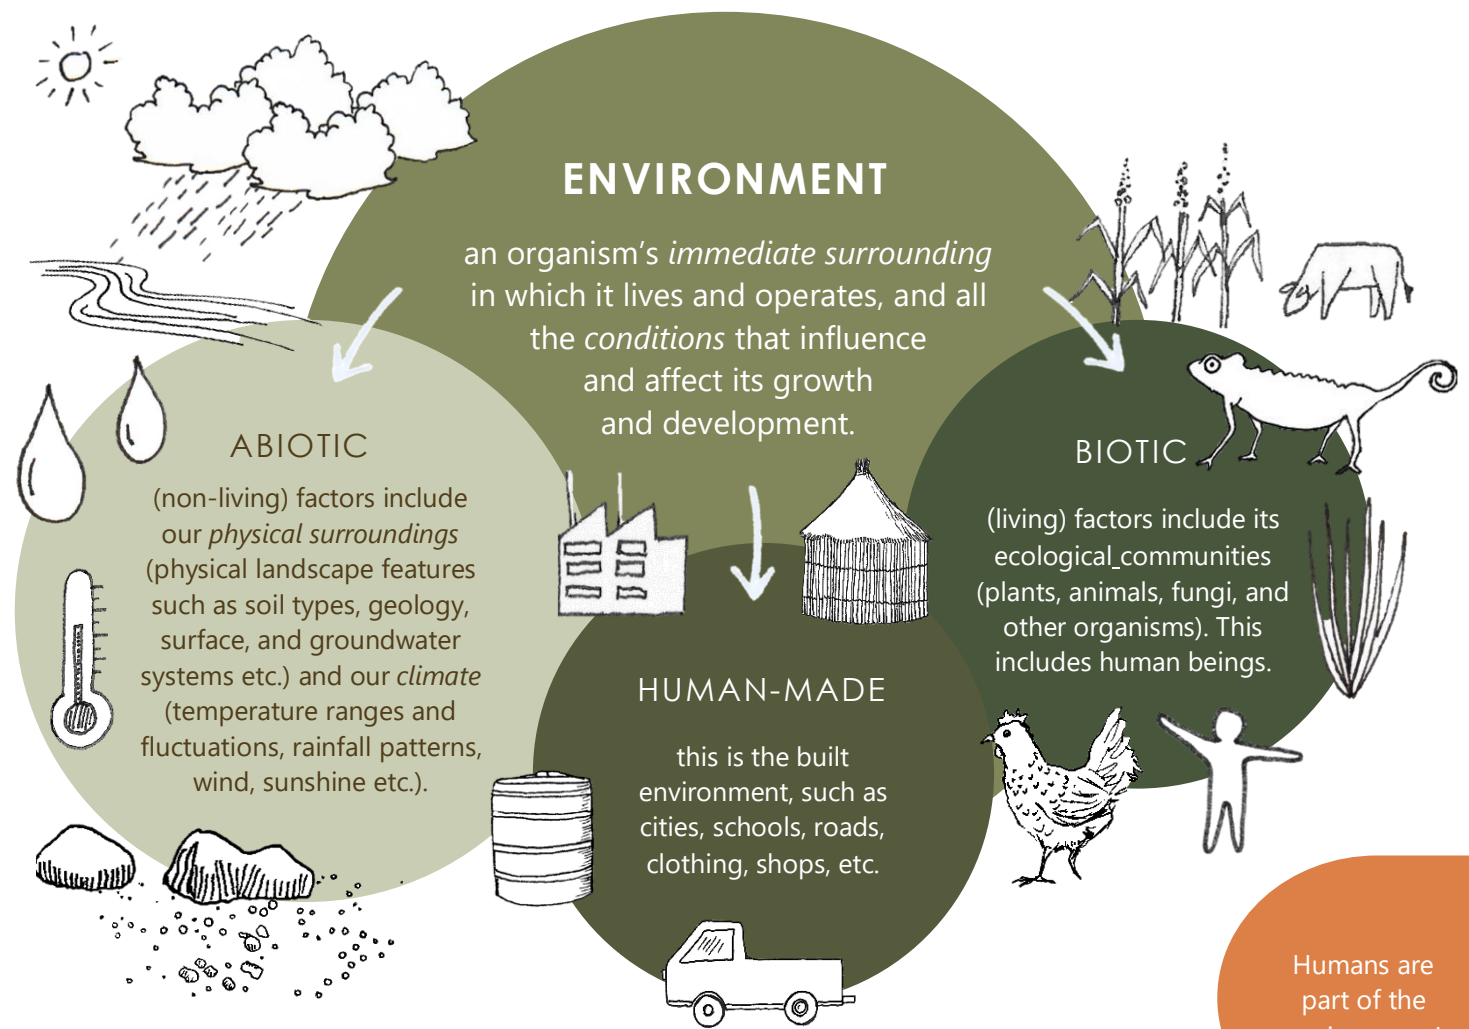 ENVIRONMENT
an organism’s immediate surrounding
in which it lives and operates, and all
the conditions that influence
and affect its growth
and development.
ABIOTIC
(non-living) factors include
our physical surroundings
(physical landscape features
such as soil types, geology,
surface, and groundwater
systems etc.) and our climate
(temperature ranges and
fluctuations, rainfall patterns,
wind, sunshine etc.).
HUMAN-MADE
this is the built
environment, such as
cities, schools, roads,
clothing, shops, etc.
BIOTIC
(living) factors include its
ecological communities
(plants, animals, fungi, and
other organisms). This
includes human beings.
Humans are
part of the